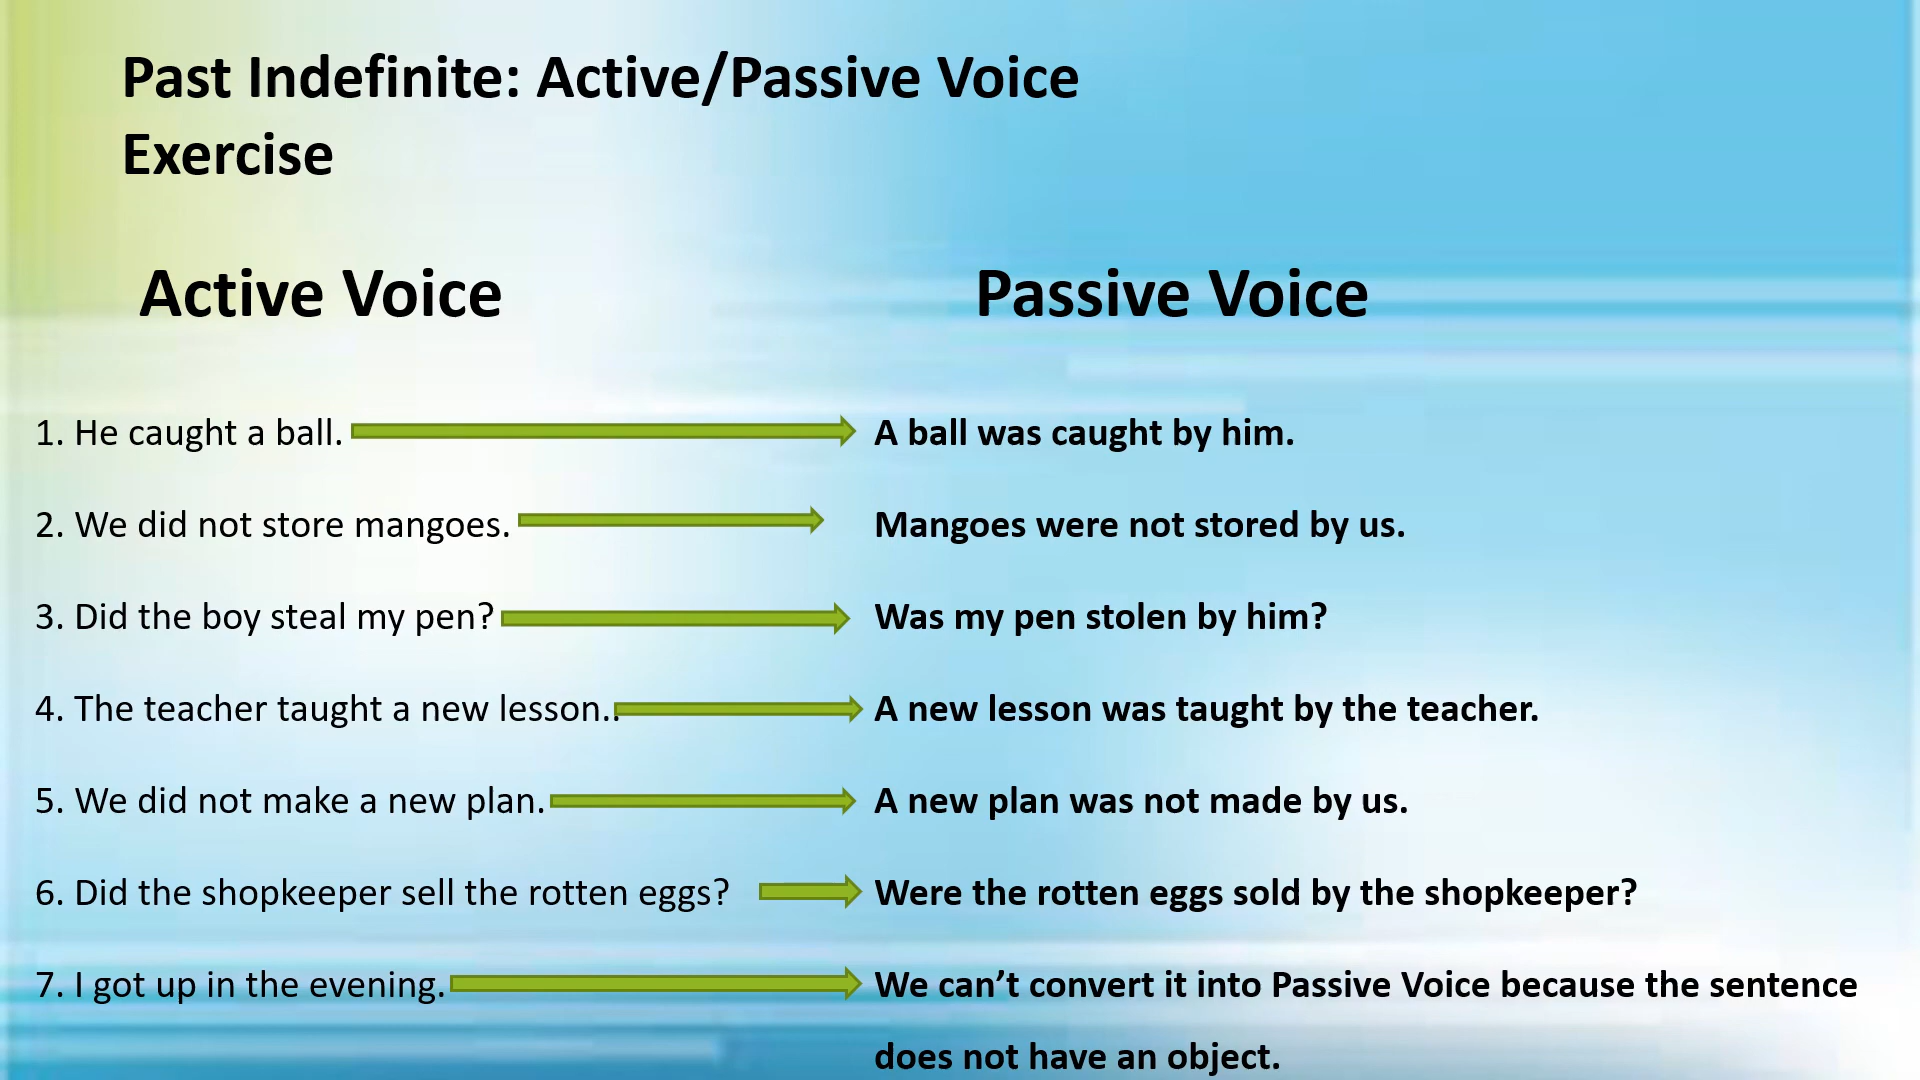 Past Indefinite: Active/Passive Voice
Exercise
Active Voice
Passive Voice
1. He caught a ball.
A ball was caught by him.
2. We did not store mangoes.
Mangoes were not stored by us.
3. Did the boy steal my pen?
Was my pen stolen by him?
4. The teacher taught a new lesson..
A new lesson was taught by the teacher.
5. We did not make a new plan.
A new plan was not made by us.
6. Did the shopkeeper sell the rotten eggs?
Were the rotten eggs sold by the shopkeeper?
7. I got up in the evening.
We can’t convert it into Passive Voice because the sentence
does not have an object.